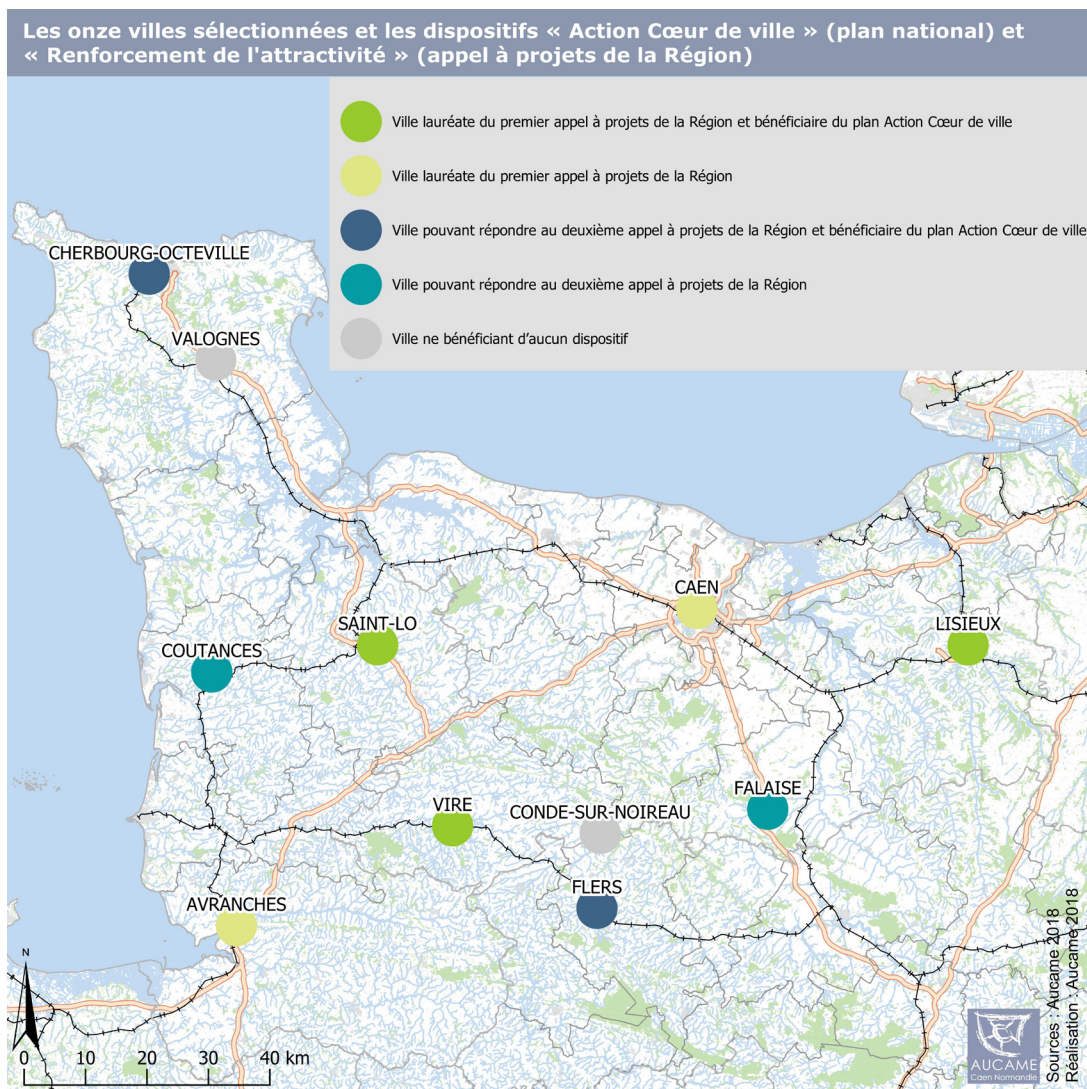 Les onze villes sélectionnées et les dispositifs « Action Cœur de ville » (plan national) et
« Renforcement de l'attractivité » (appel à projets de la Région)
Ville lauréate du premier appel à projets de la Région et bénéficiaire du plan Action Cœur de ville
Ville lauréate du premier appel à projets de la Région
Ville pouvant répondre au deuxième appel à projets de la Région et bénéficiaire du plan Action Cœur de ville
Ville pouvant répondre au deuxième appel à projets de la Région
Ville ne bénéficiant d’aucun dispositif
CHERBOURG-OCTEVILLE
VALOGNES
CAEN
SAINT-LO
LISIEUX
COUTANCES
FALAISE
VIRE
CONDE-SUR-NOIREAU
FLERS
AVRANCHES
N
0 10 20 30 40 km
AUCAME
Caen Normandie
Sources : Aucame 2018
Réalisation : Aucame 2018